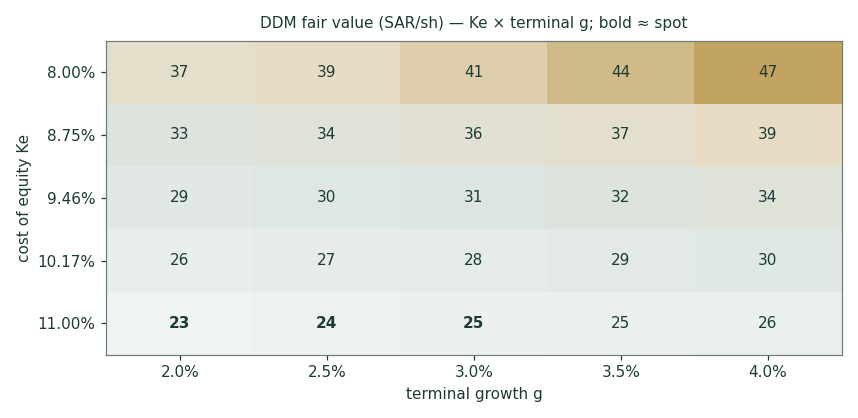 DDM fair value (SAR/sh) — Ke × terminal g; bold ≈ spot
cost of equity Ke
8.00% 37 39 41 44 47
8.75% 33 34 36 37 39
9.46% 29 30 31 32 34
10.17% 26 27 28 29 30
11.00% 23 24 25 25 26
2.0% 2.5% 3.0% 3.5% 4.0%
terminal growth g